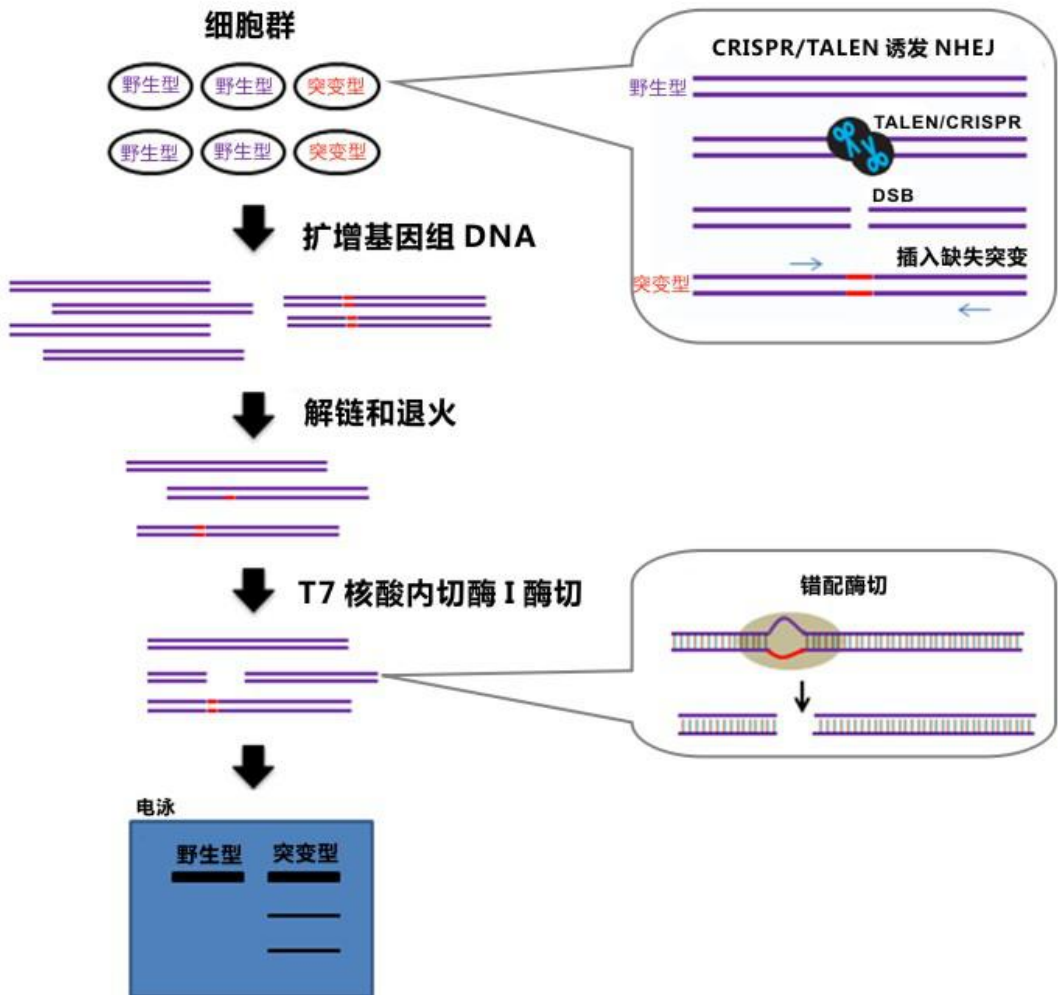 细胞群
野生型 野生型 突变型
野生型 野生型 突变型
CRISPR/TALEN 诱发 NHEJ
野生型
TALEN/CRISPR
DSB
插入缺失突变
突变型
扩增基因组 DNA
解链和退火
T7 核酸内切酶 I 酶切
错配酶切
电泳
野生型 突变型